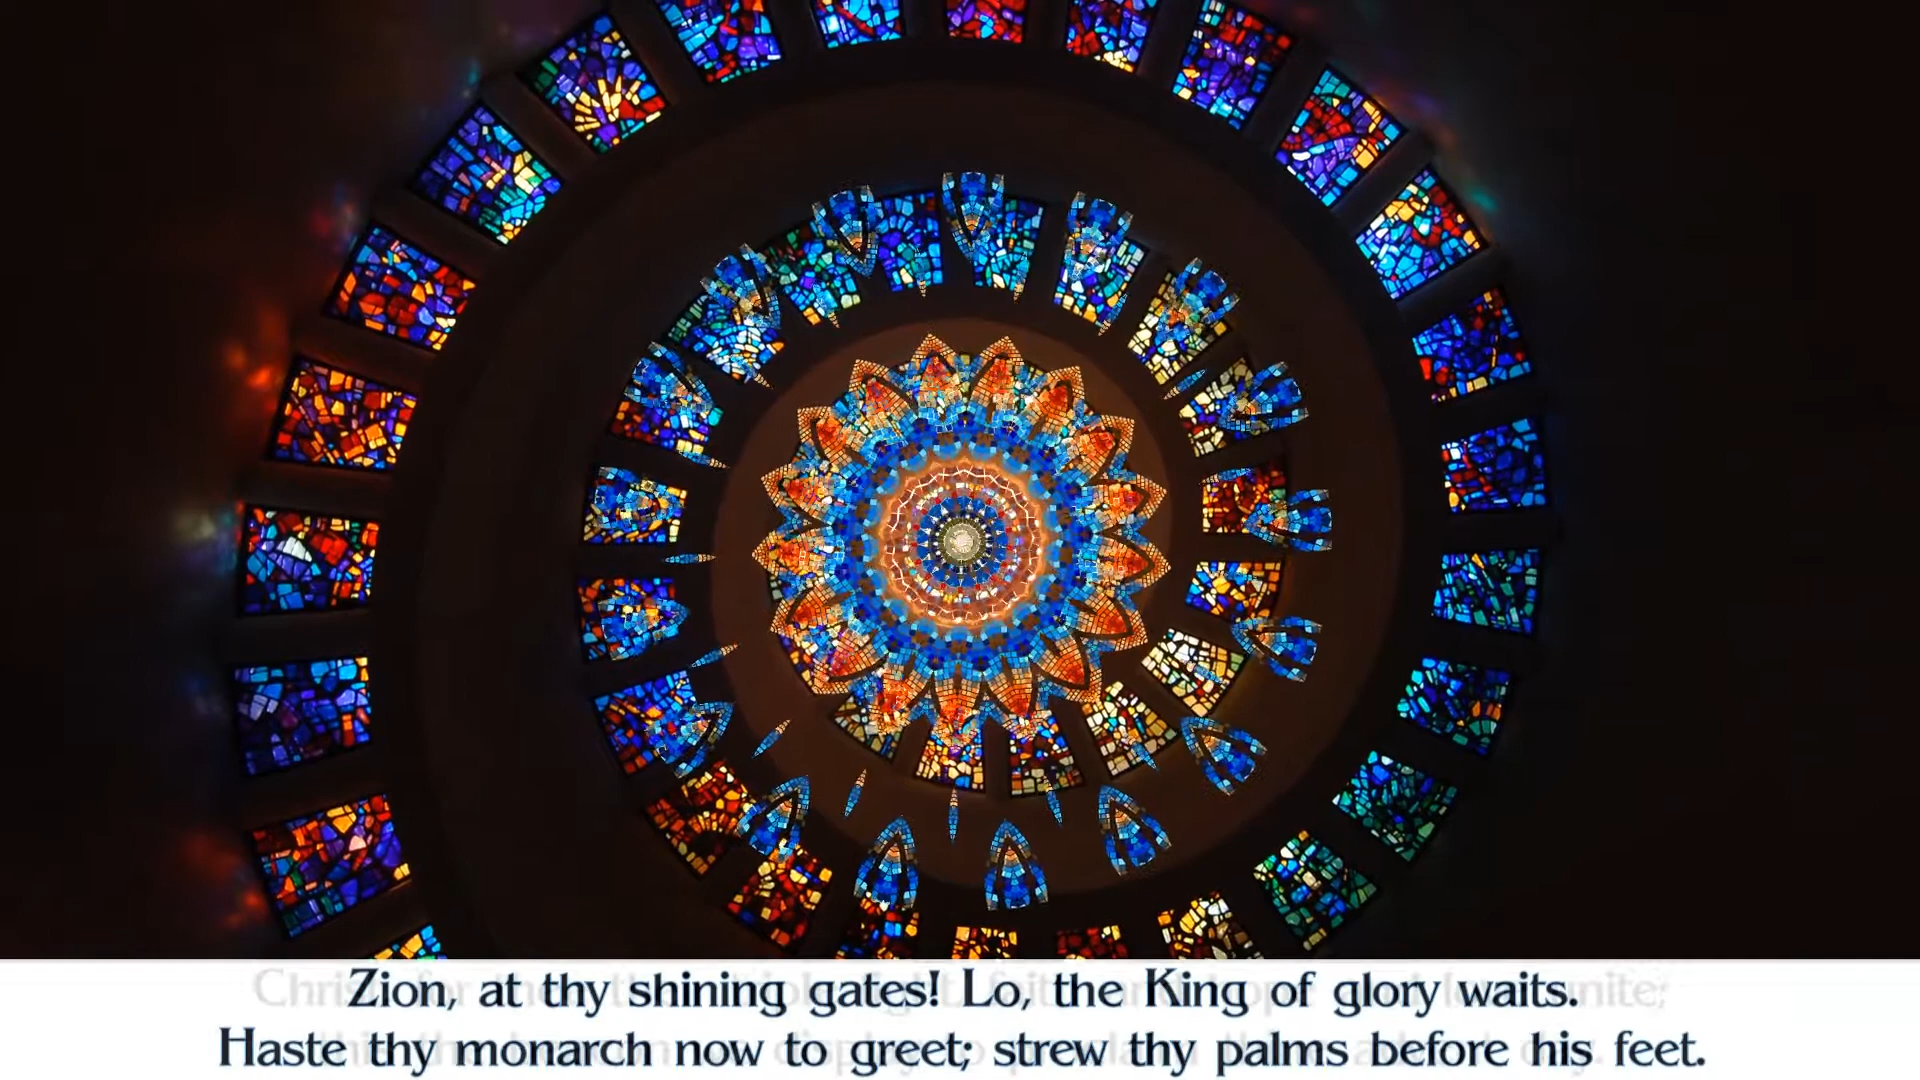 Zion, at thy shining gates! Lo, the King of glory waits.
Haste thy monarch now to greet; strew thy palms before his feet.